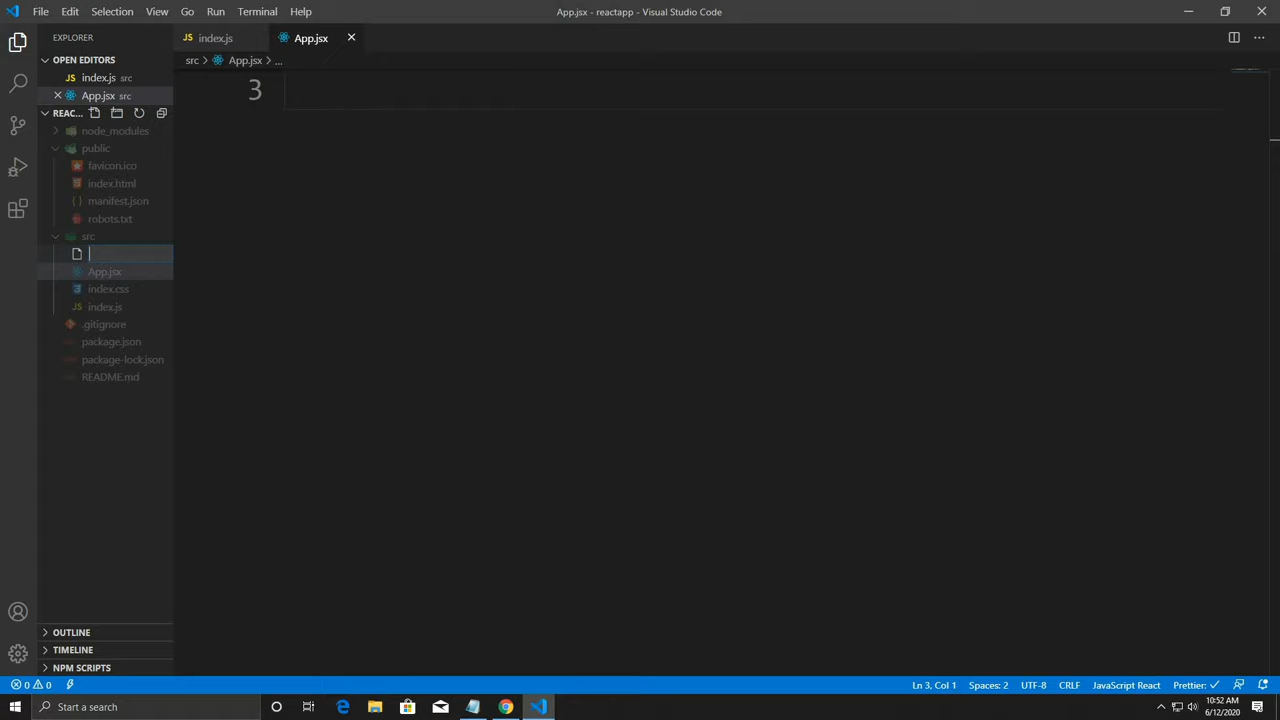 File Edit Selection View Go Run Terminal Help
App.jsx - reactapp - Visual Studio Code
EXPLORER
JS index.js
App.jsx
src > App.jsx > ...
OPEN EDITORS
JS index.js src
App.jsx src
REAC...
node_modules
public
favicon.ico
index.html
manifest.json
robots.txt
src
App.jsx
index.css
JS index.js
.gitignore
package.json
package-lock.json
README.md
3
OUTLINE
TIMELINE
NPM SCRIPTS
0 0
Ln 3, Col 1 Spaces: 2 UTF-8 CRLF JavaScript React Prettier: ✓
Start a search
10:52 AM
6/12/2020